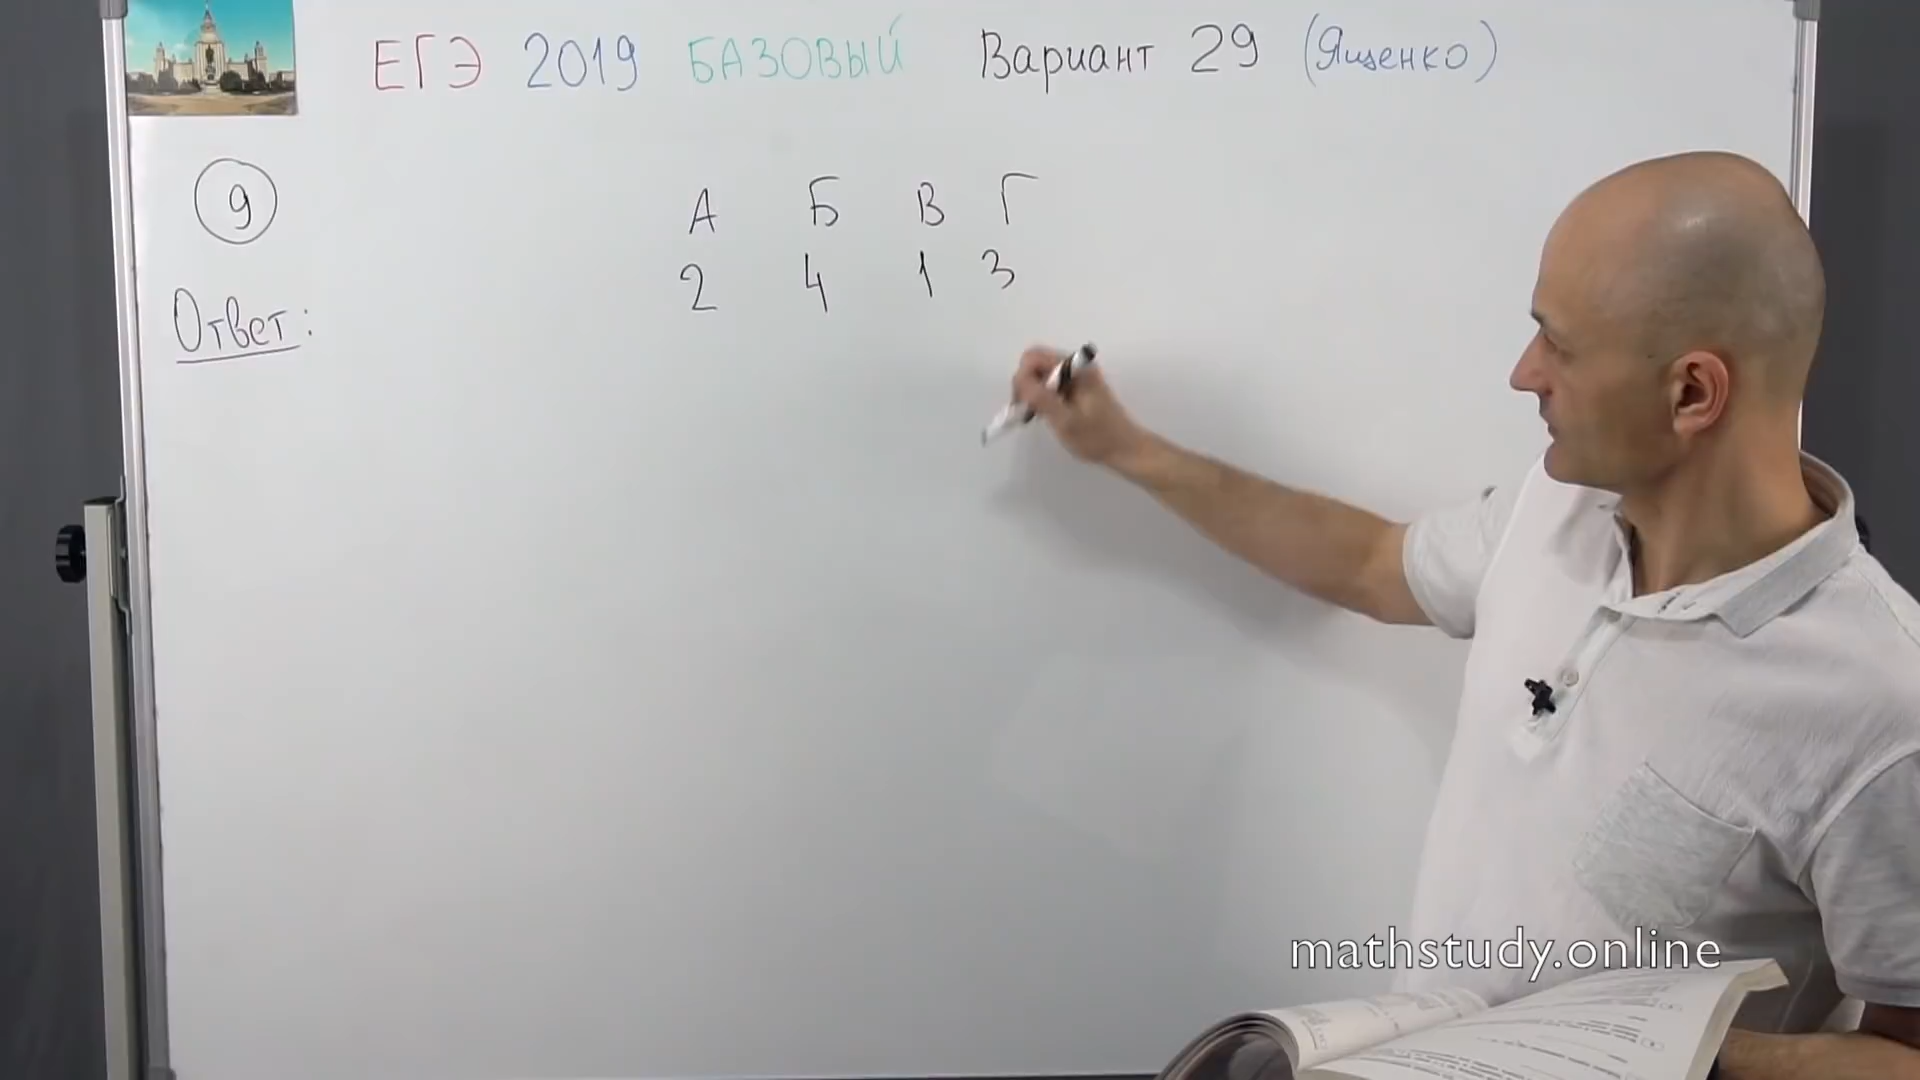 ЕГЭ 2019 БАЗОВЫЙ Вариант 29 (Ященко)
9
А Б В Г
2 4 1 3
Ответ:
mathstudy.online